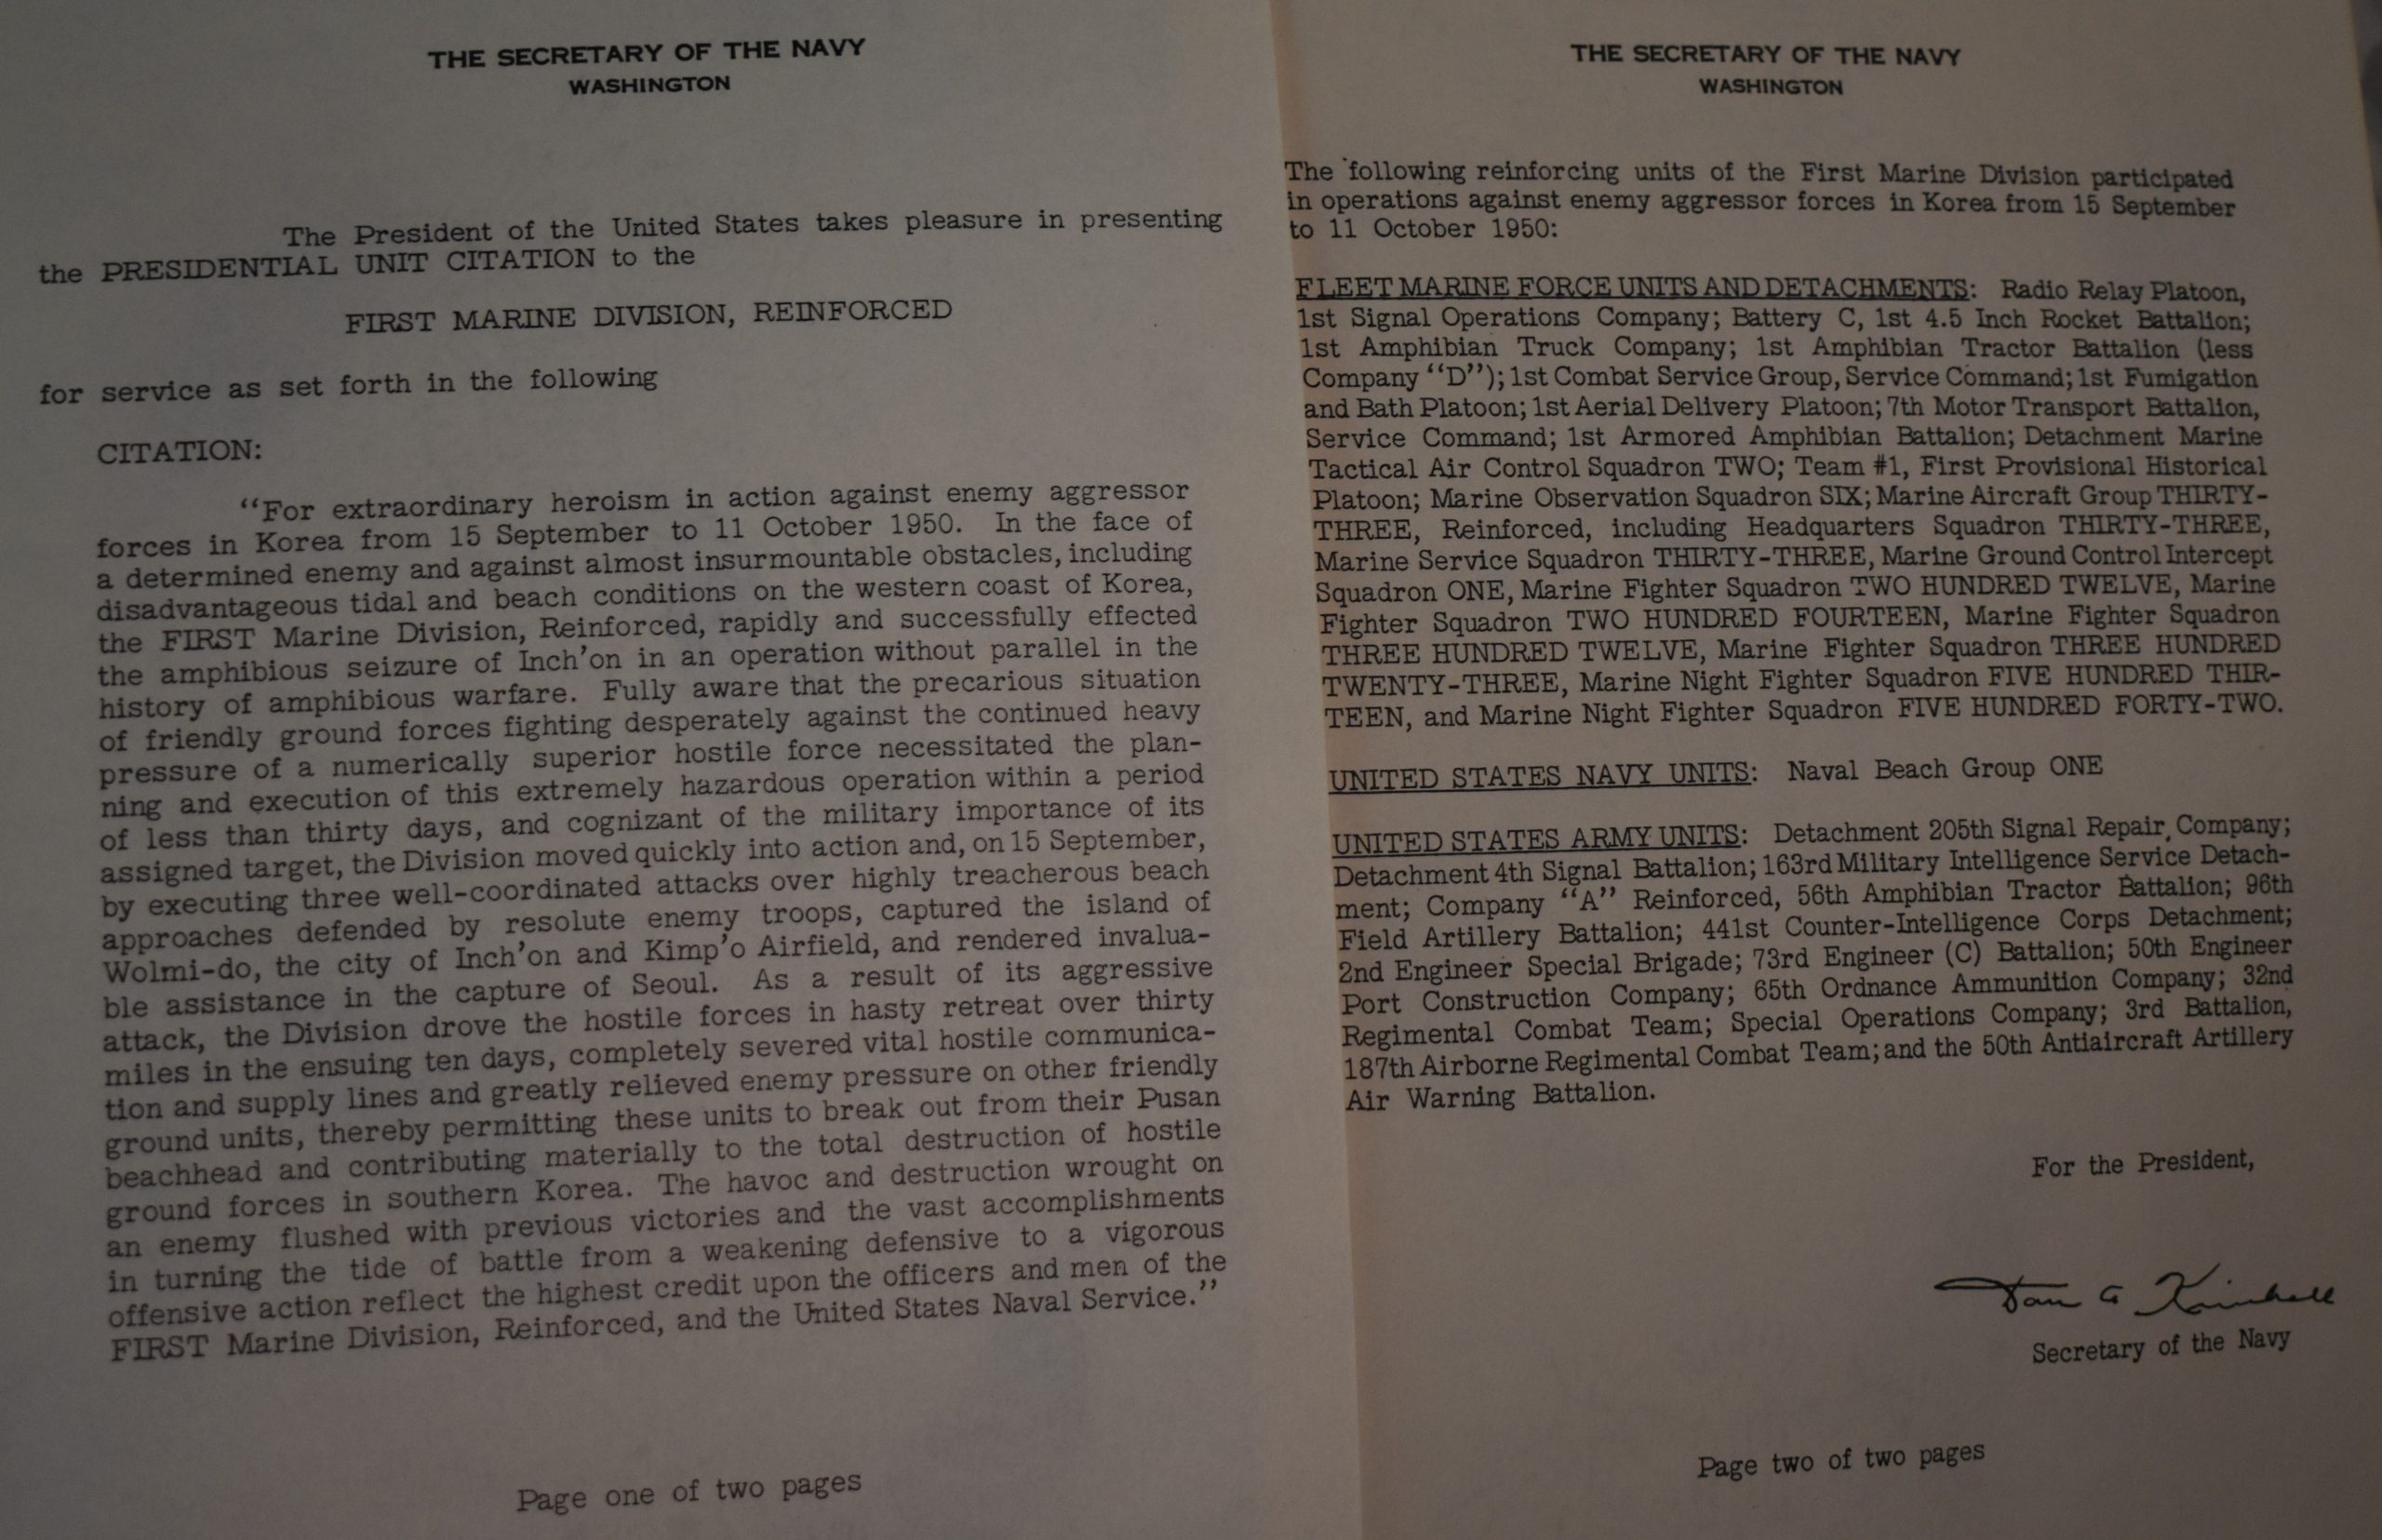 THE SECRETARY OF THE NAVY
WASHINGTON
The President of the United States takes pleasure in presenting
the PRESIDENTIAL UNIT CITATION to the
FIRST MARINE DIVISION, REINFORCED
for service as set forth in the following
CITATION:
“For extraordinary heroism in action against enemy aggressor
forces in Korea from 15 September to 11 October 1950. In the face of
a determined enemy and against almost insurmountable obstacles, including
disadvantageous tidal and beach conditions on the western coast of Korea,
the FIRST Marine Division, Reinforced, rapidly and successfully effected
the amphibious seizure of Inch’on in an operation without parallel in the
history of amphibious warfare. Fully aware that the precarious situation
of friendly ground forces fighting desperately against the continued heavy
pressure of a numerically superior hostile force necessitated the plan-
ning and execution of this extremely hazardous operation within a period
of less than thirty days, and cognizant of the military importance of its
assigned target, the Division moved quickly into action and, on 15 September,
by executing three well-coordinated attacks over highly treacherous beach
approaches defended by resolute enemy troops, captured the island of
Wolmi-do, the city of Inch’on and Kimp’o Airfield, and rendered invalua-
ble assistance in the capture of Seoul. As a result of its aggressive
attack, the Division drove the hostile forces in hasty retreat over thirty
miles in the ensuing ten days, completely severed vital hostile communica-
tion and supply lines and greatly relieved enemy pressure on other friendly
ground units, thereby permitting these units to break out from their Pusan
beachhead and contributing materially to the total destruction of hostile
ground forces in southern Korea. The havoc and destruction wrought on
an enemy flushed with previous victories and the vast accomplishments
in turning the tide of battle from a weakening defensive to a vigorous
offensive action reflect the highest credit upon the officers and men of the
FIRST Marine Division, Reinforced, and the United States Naval Service.”
Page one of two pages
THE SECRETARY OF THE NAVY
WASHINGTON
The following reinforcing units of the First Marine Division participated
in operations against enemy aggressor forces in Korea from 15 September
to 11 October 1950:
FLEET MARINE FORCE UNITS AND DETACHMENTS: Radio Relay Platoon,
1st Signal Operations Company; Battery C, 1st 4.5 Inch Rocket Battalion;
1st Amphibian Truck Company; 1st Amphibian Tractor Battalion (less
Company “D”); 1st Combat Service Group, Service Command; 1st Fumigation
and Bath Platoon; 1st Aerial Delivery Platoon; 7th Motor Transport Battalion,
Service Command; 1st Armored Amphibian Battalion; Detachment Marine
Tactical Air Control Squadron TWO; Team #1, First Provisional Historical
Platoon; Marine Observation Squadron SIX; Marine Aircraft Group THIRTY-
THREE, Reinforced, including Headquarters Squadron THIRTY-THREE,
Marine Service Squadron THIRTY-THREE, Marine Ground Control Intercept
Squadron ONE, Marine Fighter Squadron TWO HUNDRED TWELVE, Marine
Fighter Squadron TWO HUNDRED FOURTEEN, Marine Fighter Squadron
THREE HUNDRED TWELVE, Marine Fighter Squadron THREE HUNDRED
TWENTY-THREE, Marine Night Fighter Squadron FIVE HUNDRED THIR-
TEEN, and Marine Night Fighter Squadron FIVE HUNDRED FORTY-TWO.
UNITED STATES NAVY UNITS: Naval Beach Group ONE
UNITED STATES ARMY UNITS: Detachment 205th Signal Repair Company;
Detachment 4th Signal Battalion; 163rd Military Intelligence Service Detach-
ment; Company “A” Reinforced, 56th Amphibian Tractor Battalion; 96th
Field Artillery Battalion; 441st Counter-Intelligence Corps Detachment;
2nd Engineer Special Brigade; 73rd Engineer (C) Battalion; 50th Engineer
Port Construction Company; 65th Ordnance Ammunition Company; 32nd
Regimental Combat Team; Special Operations Company; 3rd Battalion,
187th Airborne Regimental Combat Team; and the 50th Antiaircraft Artillery
Air Warning Battalion.
For the President,
Dan A Kimball
Secretary of the Navy
Page two of two pages